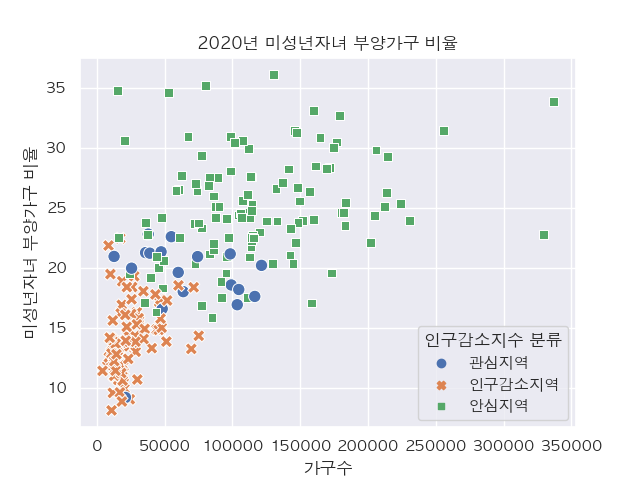 2020년 미성년자녀 부양가구 비율
미성년자녀 부양가구 비율
35
30
25
20
15
10
인구감소지수 분류
관심지역
인구감소지역
안심지역
0 50000 100000 150000 200000 250000 300000 350000
가구수